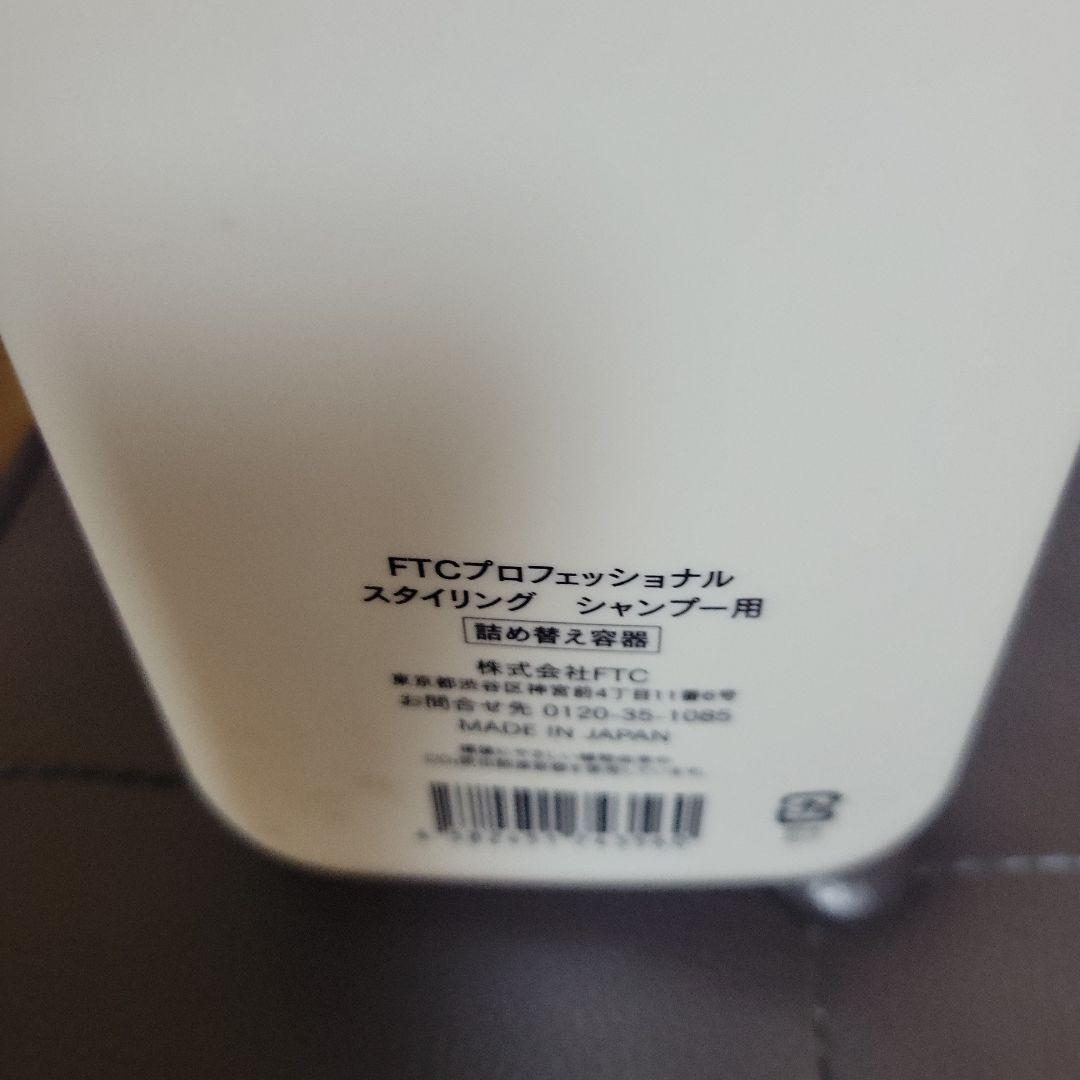 FTCプロフェッショナル
スタイリング　シャンプー用
詰め替え容器
株式会社FTC
東京都渋谷区神宮前4丁目11番6号
お問合せ先 0120-35-1085
MADE IN JAPAN